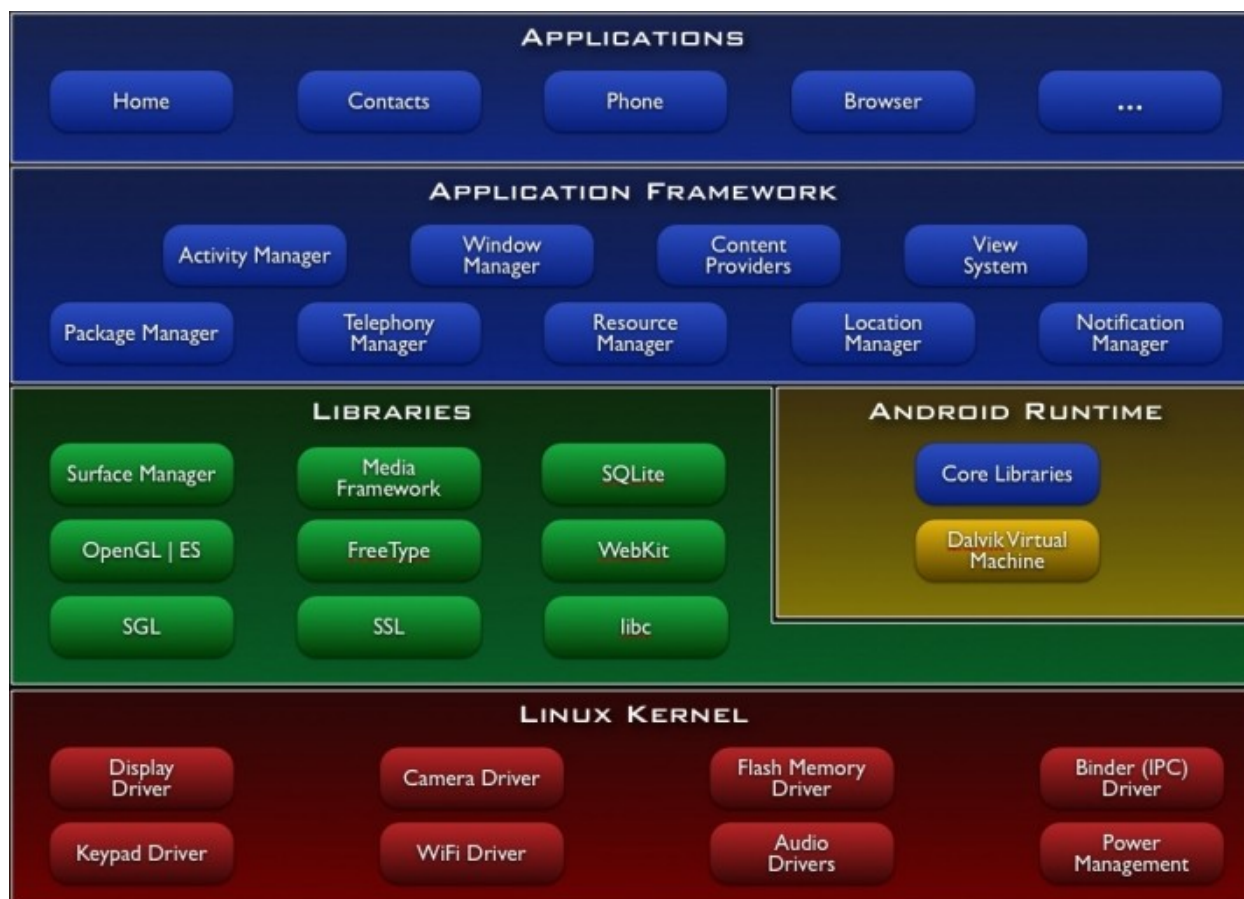 APPLICATIONS
Home
Contacts
Phone
Browser
...
APPLICATION FRAMEWORK
Activity Manager
Window
Manager
Content
Providers
View
System
Package Manager
Telephony
Manager
Resource
Manager
Location
Manager
Notification
Manager
LIBRARIES
Surface Manager
Media
Framework
SQLite
OpenGL | ES
FreeType
WebKit
SGL
SSL
libc
ANDROID RUNTIME
Core Libraries
Dalvik Virtual
Machine
LINUX KERNEL
Display
Driver
Camera Driver
Flash Memory
Driver
Binder (IPC)
Driver
Keypad Driver
WiFi Driver
Audio
Drivers
Power
Management